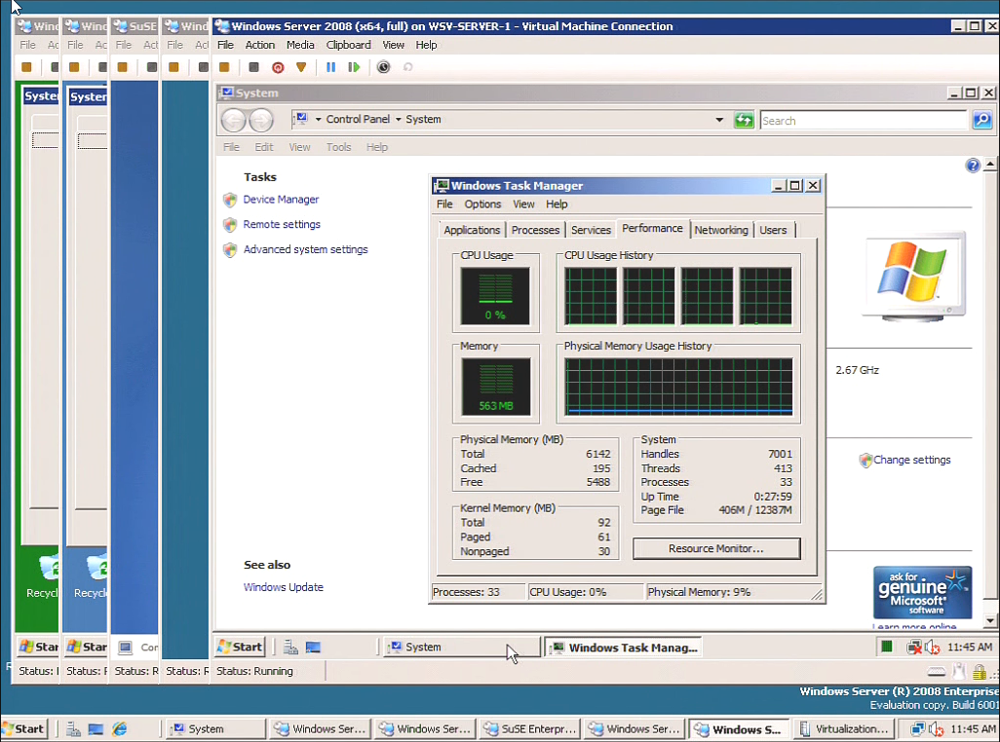 Wind
Wind
SuSE
Wind
Windows Server 2008 (x64, full) on WSV-SERVER-1 - Virtual Machine Connection
File Ac
File A
File Act
File Act
File Action Media Clipboard View Help
System
System
System
Control Panel System
Search
File Edit View Tools Help
Tasks
Device Manager
Remote settings
Advanced system settings
See also
Windows Update
Windows Task Manager
File Options View Help
Applications Processes Services Performance Networking Users
CPU Usage
0 %
CPU Usage History
Memory
563 MB
Physical Memory Usage History
Physical Memory (MB)
Total 6142
Cached 195
Free 5488
Kernel Memory (MB)
Total 92
Paged 61
Nonpaged 30
System
Handles 7001
Threads 413
Processes 33
Up Time 0:27:59
Page File 406M / 12387M
Resource Monitor...
Processes: 33 CPU Usage: 0% Physical Memory: 9%
2.67 GHz
Change settings
ask for
genuine
Microsoft®
software
Learn more online
Recycl
Recycl
Star
Star
Con
Start System Windows Task Manag... 11:45 AM
Status: Status: R Status: R Status: R Status: Running
Windows Server (R) 2008 Enterprise
Evaluation copy. Build 6001
Start System Windows Ser... Windows Ser... SuSE Enterpr... Windows Ser... Windows S... Virtualization... 11:45 AM